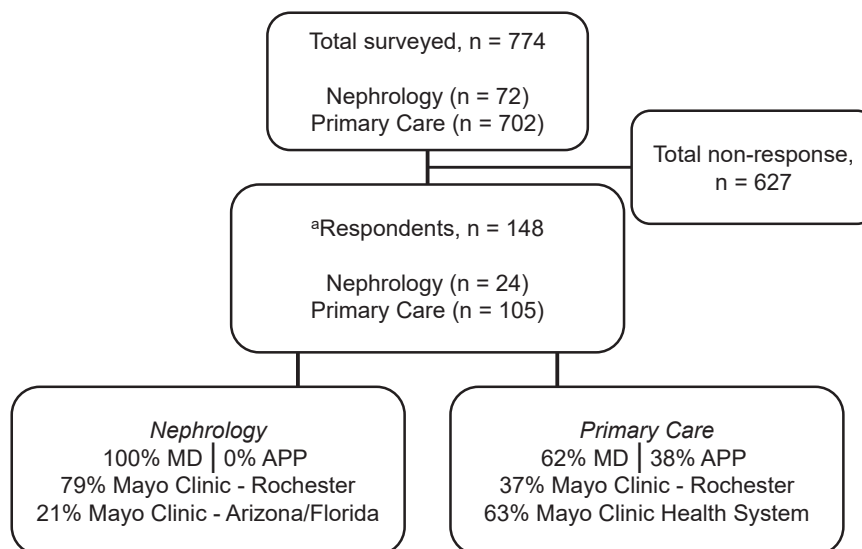 Total surveyed, n = 774
Nephrology (n = 72)
Primary Care (n = 702)
Total non-response,
n = 627
ᵃRespondents, n = 148
Nephrology (n = 24)
Primary Care (n = 105)
Nephrology
100% MD | 0% APP
79% Mayo Clinic - Rochester
21% Mayo Clinic - Arizona/Florida
Primary Care
62% MD | 38% APP
37% Mayo Clinic - Rochester
63% Mayo Clinic Health System